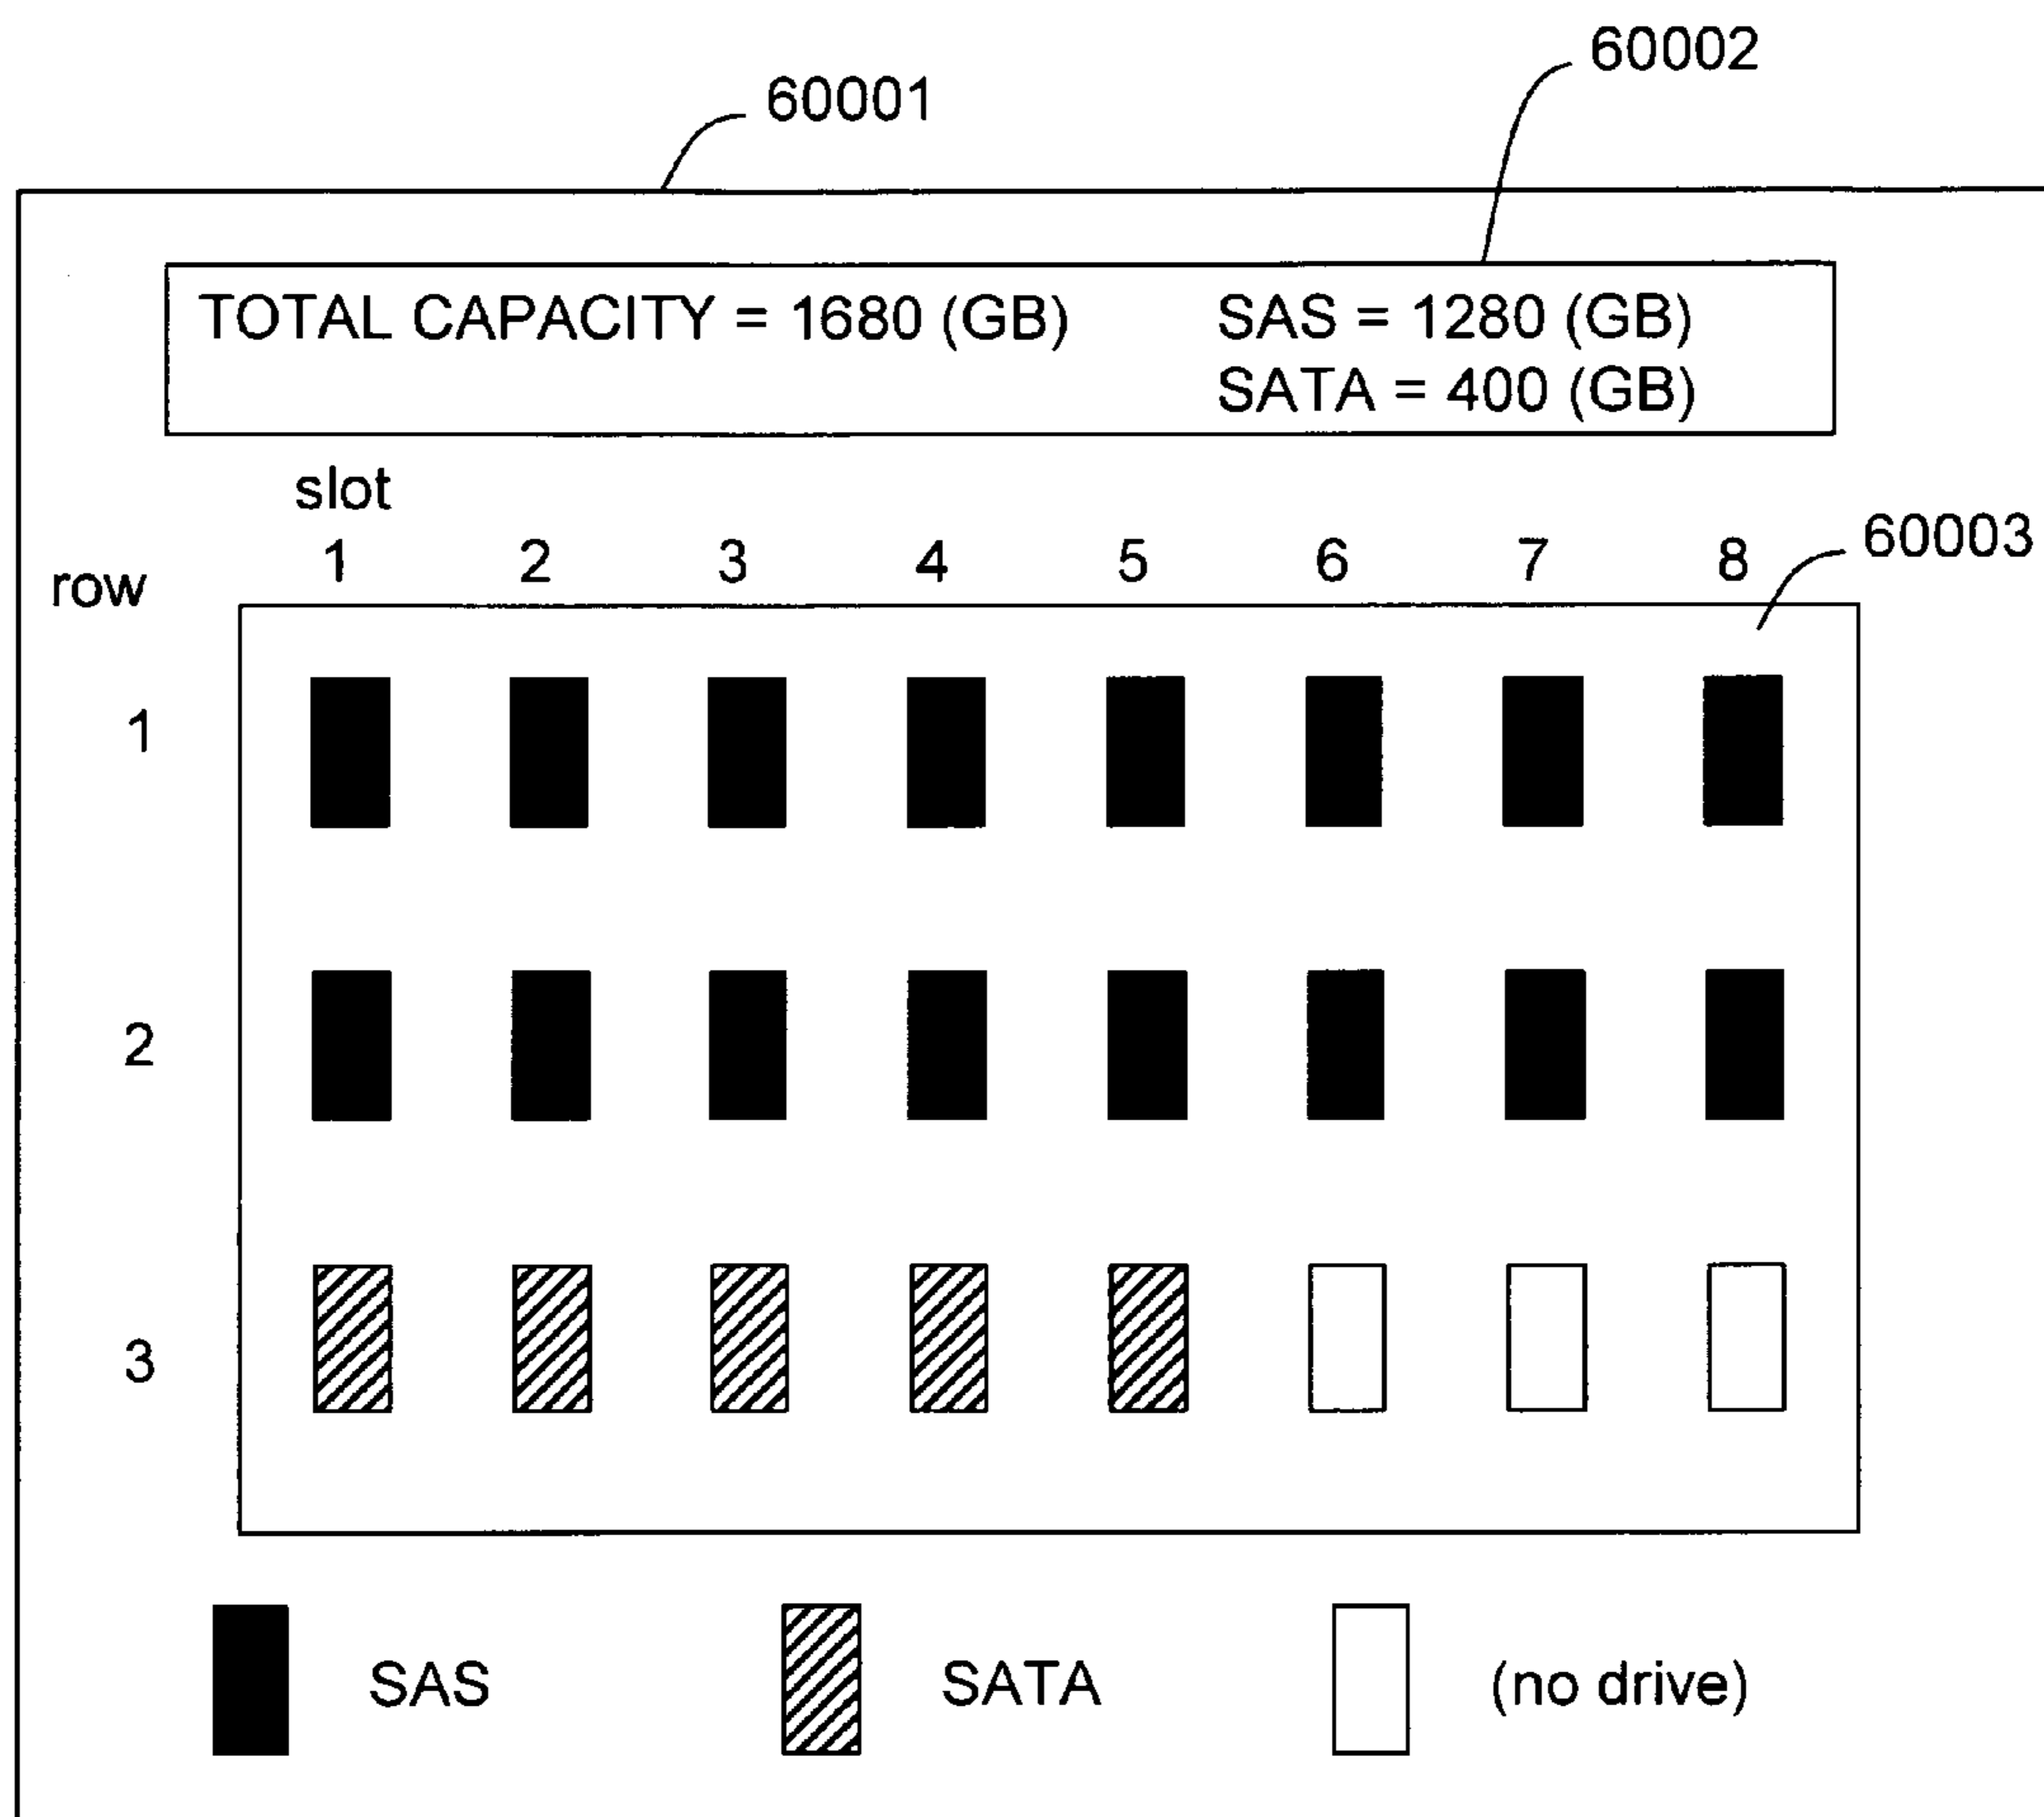 60002
60001
TOTAL CAPACITY = 1680 (GB) SAS = 1280 (GB)
SATA = 400 (GB)
slot
60003
1 2 3 4 5 6 7 8
row
1
2
3
SAS SATA (no drive)